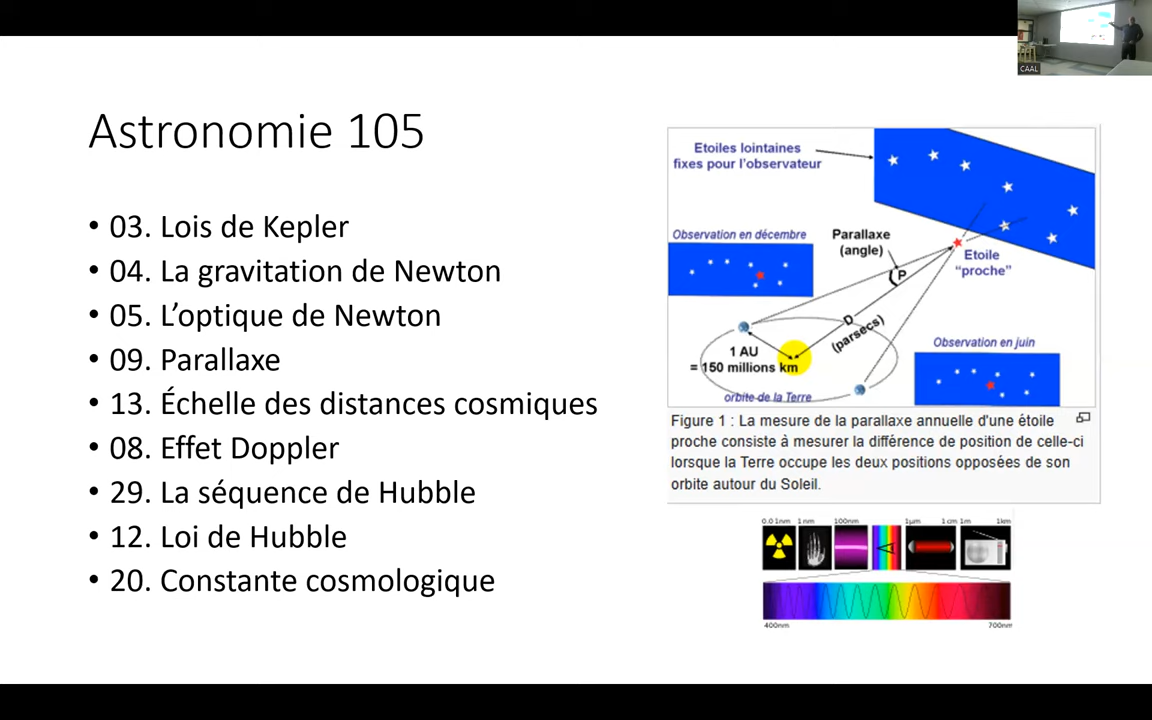 CAAL
Astronomie 105
• 03. Lois de Kepler
• 04. La gravitation de Newton
• 05. L’optique de Newton
• 09. Parallaxe
• 13. Échelle des distances cosmiques
• 08. Effet Doppler
• 29. La séquence de Hubble
• 12. Loi de Hubble
• 20. Constante cosmologique
Etoiles lointaines
fixes pour l'observateur
Observation en décembre
Parallaxe
(angle)
P
Etoile
"proche"
D
(parsecs)
1 AU
= 150 millions km
orbite de la Terre
Observation en juin
Figure 1 : La mesure de la parallaxe annuelle d'une étoile
proche consiste à mesurer la différence de position de celle-ci
lorsque la Terre occupe les deux positions opposées de son
orbite autour du Soleil.
0.01nm 1nm 100nm 1µm 1cm 1m 1km
400nm 700nm